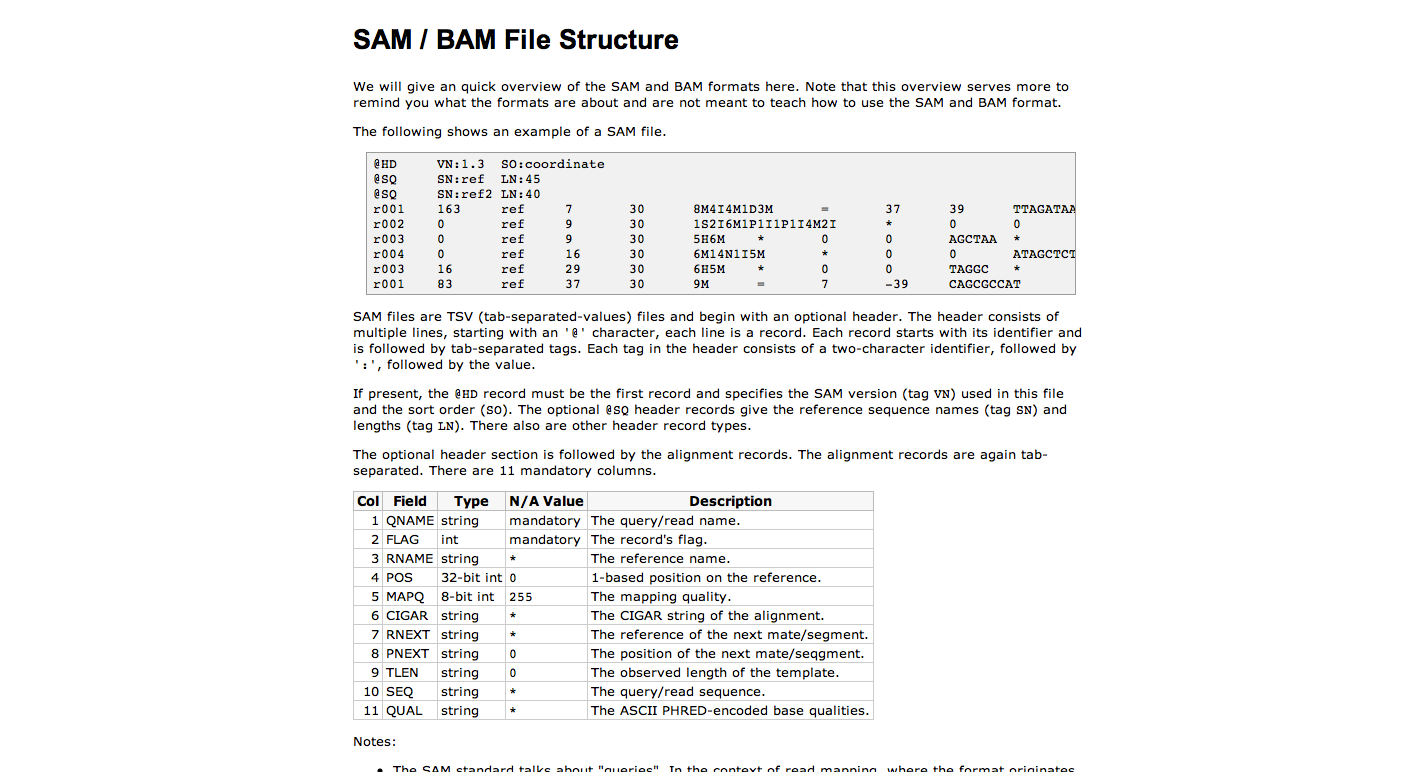 SAM / BAM File Structure
We will give an quick overview of the SAM and BAM formats here. Note that this overview serves more to
remind you what the formats are about and are not meant to teach how to use the SAM and BAM format.
The following shows an example of a SAM file.
@HD VN:1.3 SO:coordinate
@SQ SN:ref LN:45
@SQ SN:ref2 LN:40
r001 163 ref 7 30 8M4I4M1D3M = 37 39 TTAGATAA
r002 0 ref 9 30 1S2I6M1P1I1P1I4M2I * 0 0
r003 0 ref 9 30 5H6M * 0 0 AGCTAA *
r004 0 ref 16 30 6M14N1I5M * 0 0 ATAGCTCT
r003 16 ref 29 30 6H5M * 0 0 TAGGC *
r001 83 ref 37 30 9M = 7 -39 CAGCGCCAT
SAM files are TSV (tab-separated-values) files and begin with an optional header. The header consists of
multiple lines, starting with an '@' character, each line is a record. Each record starts with its identifier and
is followed by tab-separated tags. Each tag in the header consists of a two-character identifier, followed by
':', followed by the value.
If present, the @HD record must be the first record and specifies the SAM version (tag VN) used in this file
and the sort order (SO). The optional @SQ header records give the reference sequence names (tag SN) and
lengths (tag LN). There also are other header record types.
The optional header section is followed by the alignment records. The alignment records are again tab-
separated. There are 11 mandatory columns.
Col Field Type N/A Value Description
1 QNAME string mandatory The query/read name.
2 FLAG int mandatory The record's flag.
3 RNAME string * The reference name.
4 POS 32-bit int 0 1-based position on the reference.
5 MAPQ 8-bit int 255 The mapping quality.
6 CIGAR string * The CIGAR string of the alignment.
7 RNEXT string * The reference of the next mate/segment.
8 PNEXT string 0 The position of the next mate/seqgment.
9 TLEN string 0 The observed length of the template.
10 SEQ string * The query/read sequence.
11 QUAL string * The ASCII PHRED-encoded base qualities.
Notes:
• The SAM standard talks about "queries". In the context of read mapping, where the format originates